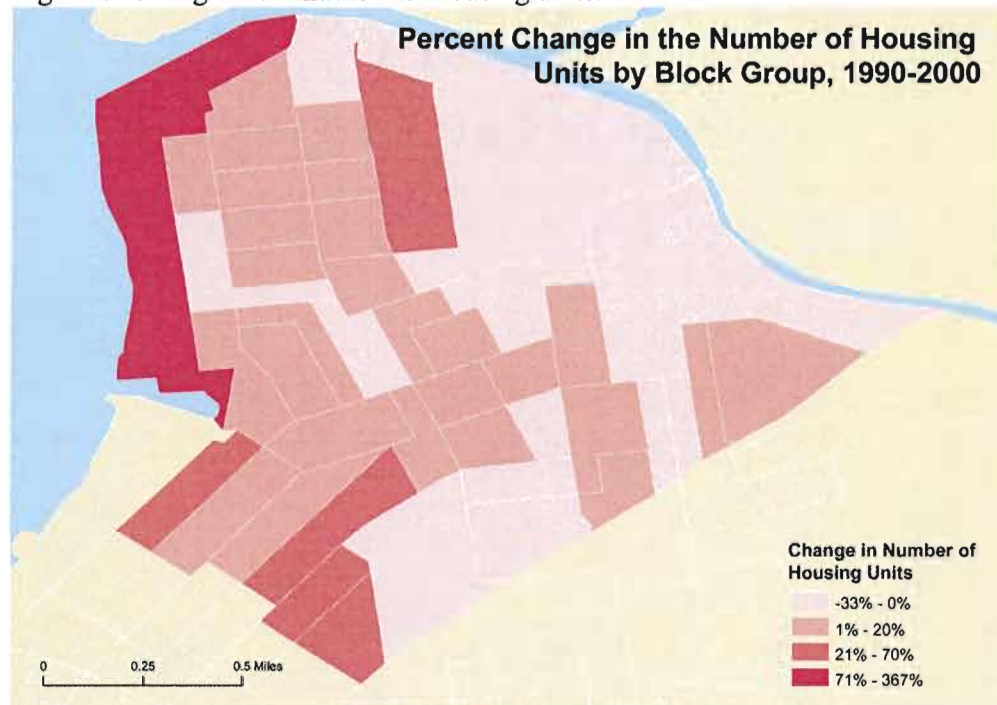 Percent Change in the Number of Housing
Units by Block Group, 1990-2000
Change in Number of
Housing Units
-33% - 0%
1% - 20%
21% - 70%
71% - 367%
0 0.25 0.5 Miles